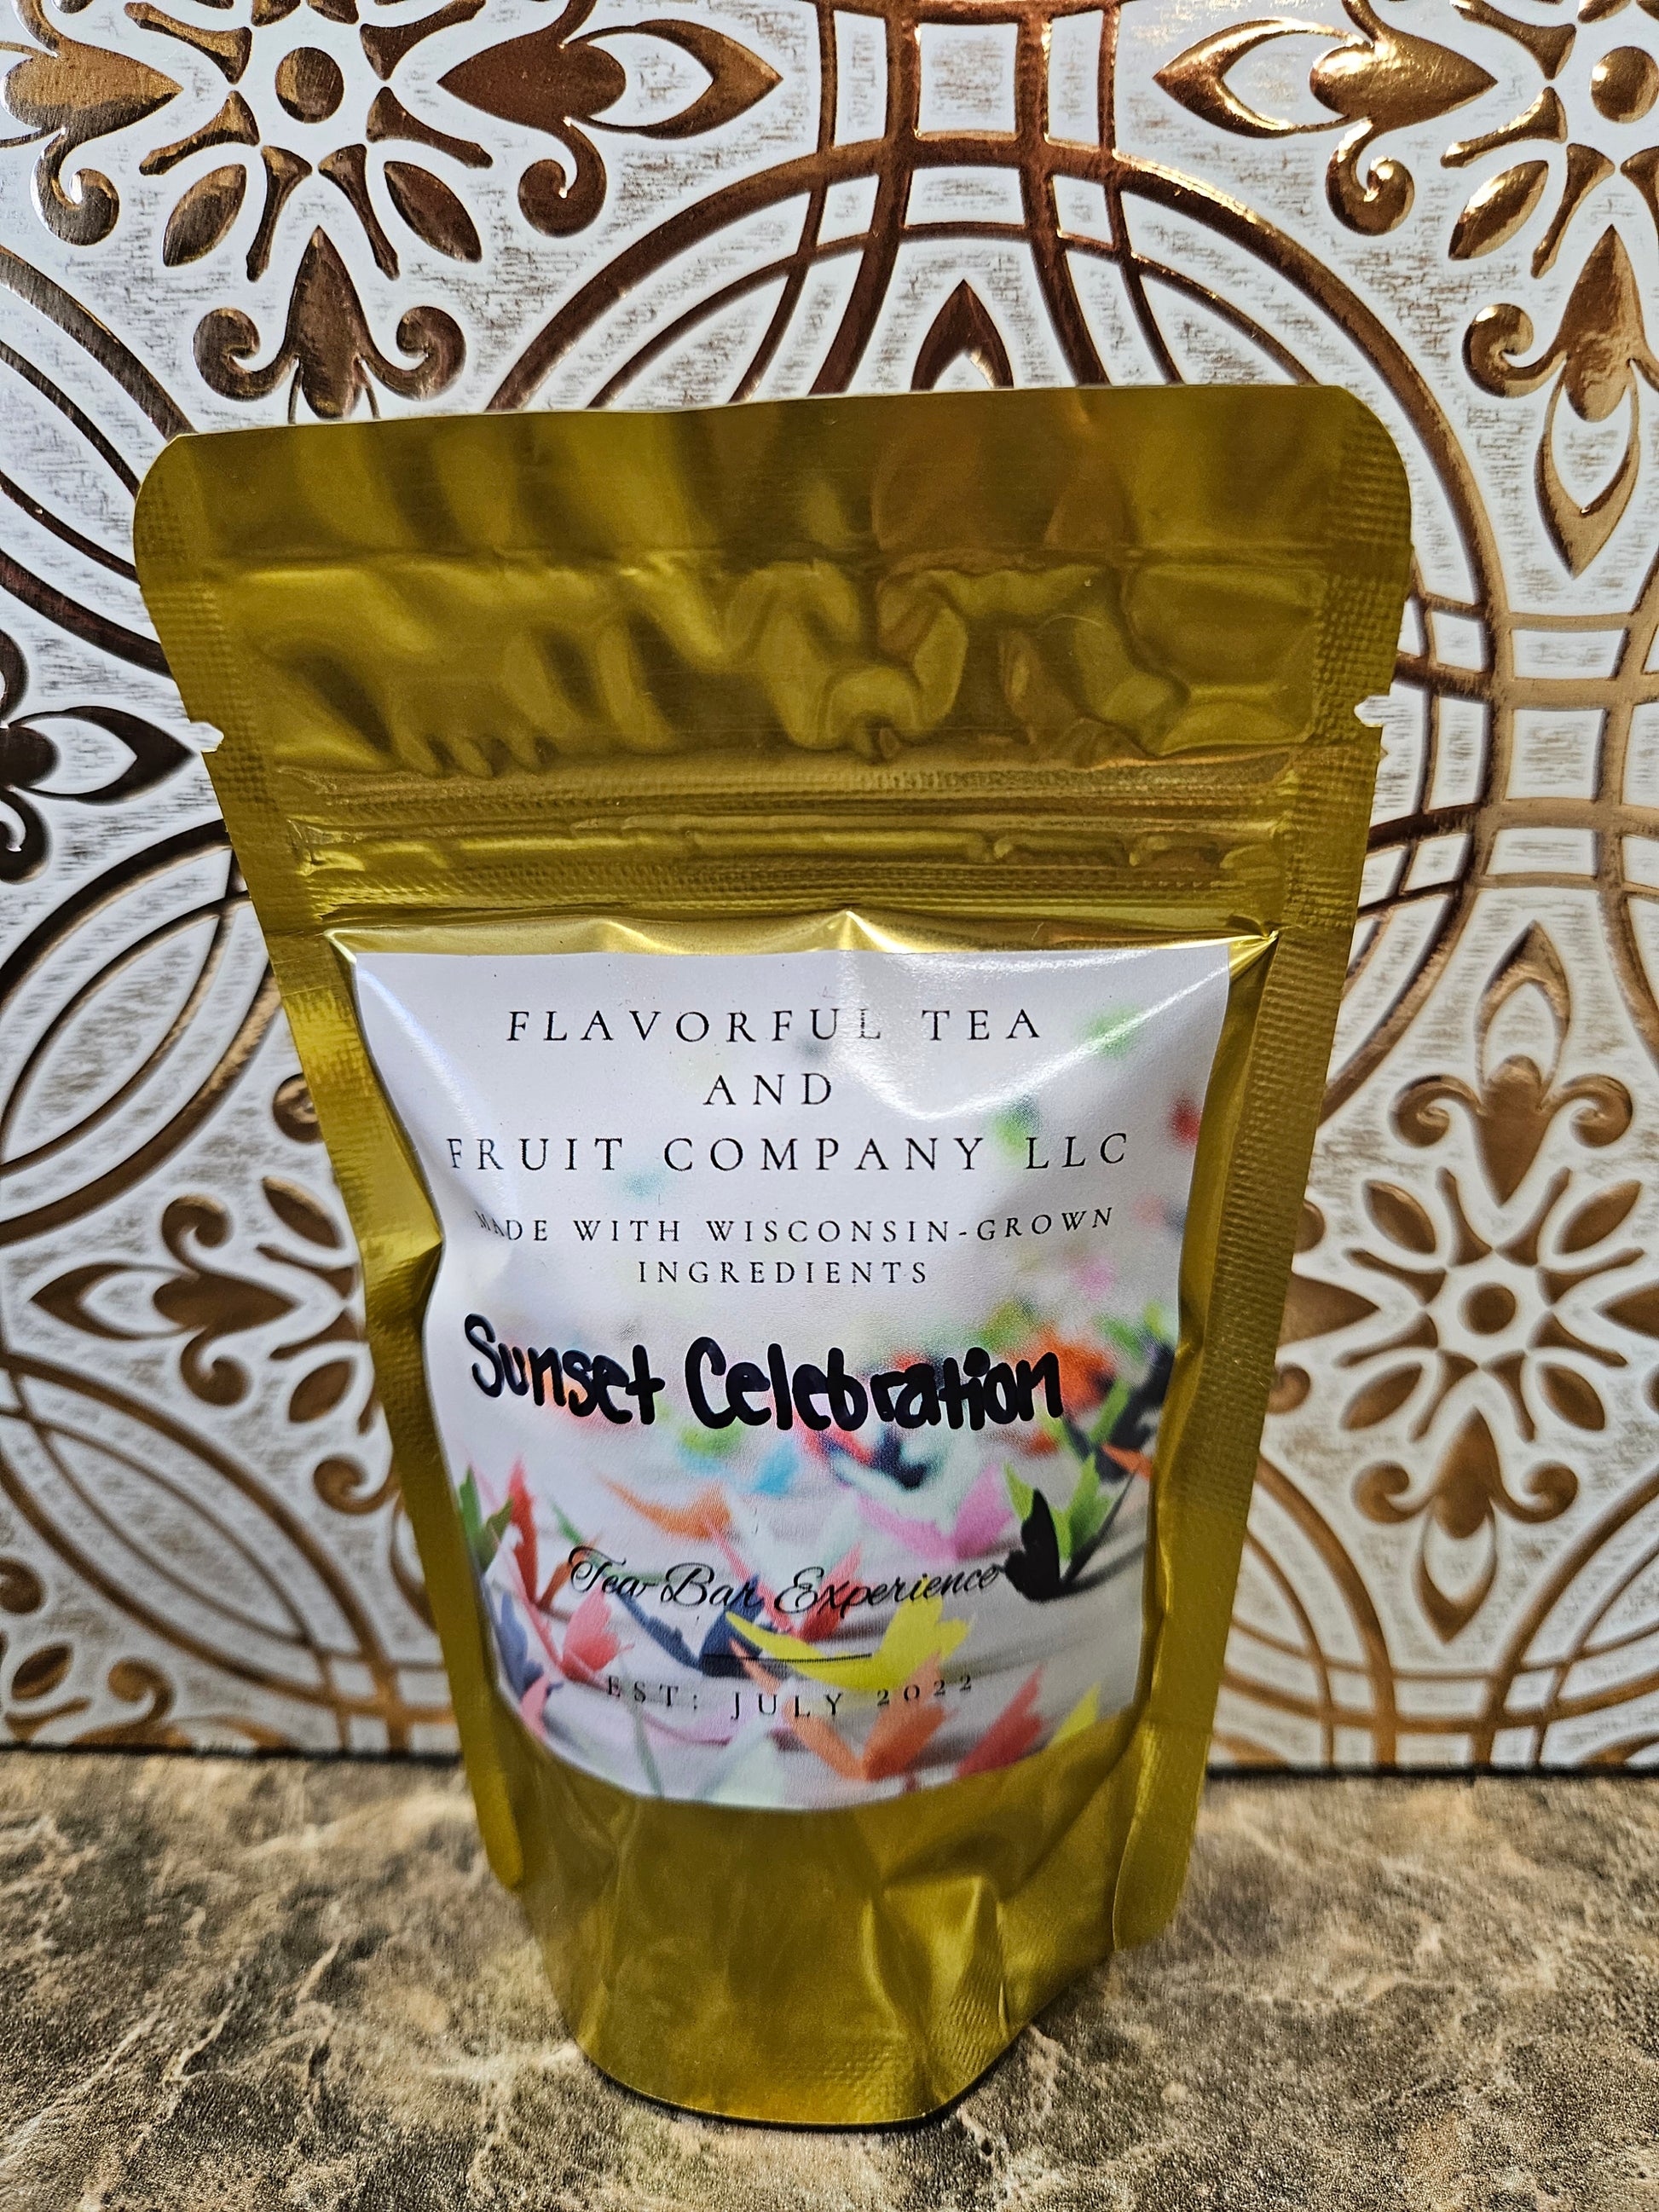 FLAVORFUL TEA
AND
FRUIT COMPANY LLC
MADE WITH WISCONSIN-GROWN
INGREDIENTS
Sunset Celebration
Tea Bar Experience
EST: JULY 2022